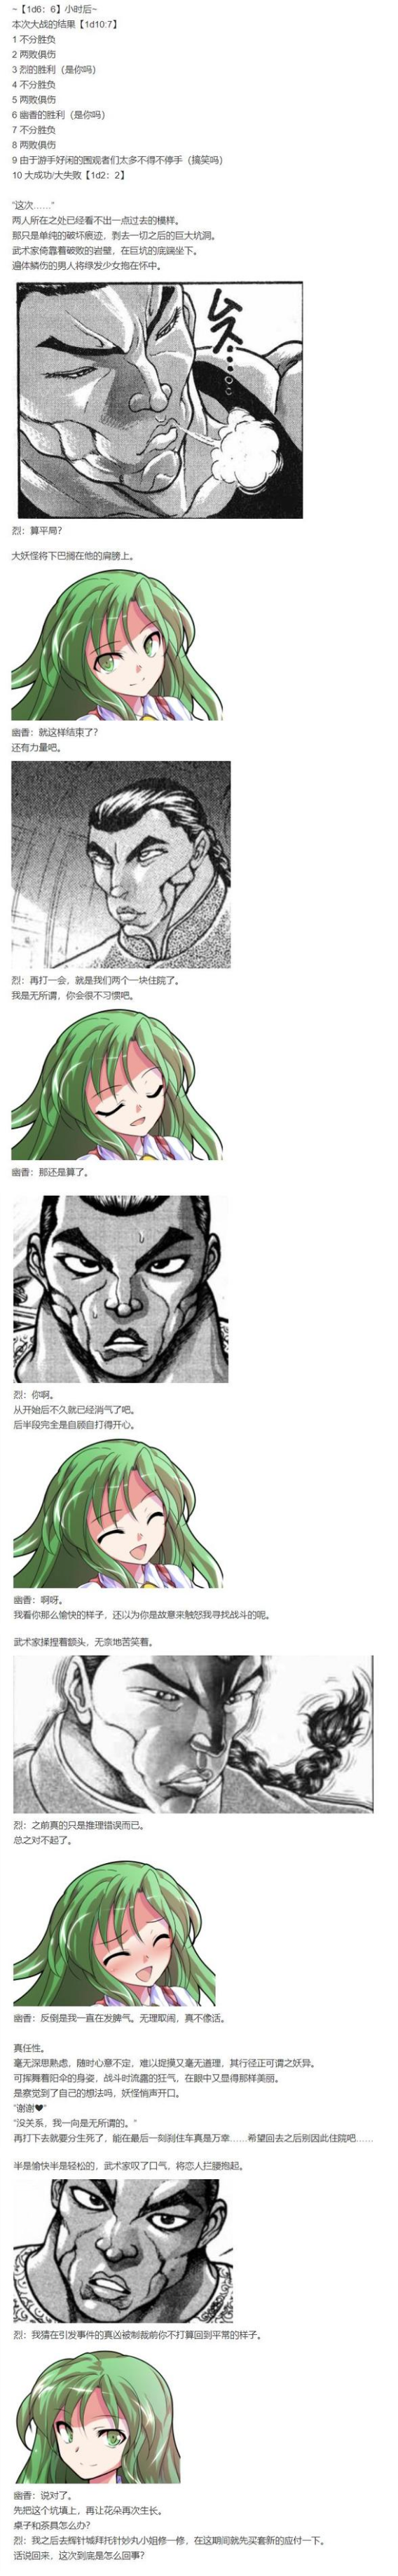 ~【1d6：6】小时后~
本次大战的结果【1d10:7】
1 不分胜负
2 两败俱伤
3 烈的胜利（是你吗）
4 不分胜负
5 两败俱伤
6 幽香的胜利（是你吗）
7 不分胜负
8 两败俱伤
9 由于游手好闲的围观者们太多不得不停手（搞笑吗）
10 大成功/大失败【1d2：2】
“这次……”
两人所在之处已经看不出一点过去的模样。
那只是单纯的破坏痕迹，剥去一切之后的巨大坑洞。
武术家倚靠着破败的岩壁，在巨坑的底端坐下。
遍体鳞伤的男人将绿发少女抱在怀中。
ムス…
烈：算平局？
大妖怪将下巴搁在他的肩膀上。
幽香：就这样结束了？
还有力量吧。
烈：再打一会，就是我们两个一块住院了。
我是无所谓，你会很不习惯吧。
幽香：那还是算了。
烈：你啊。
从开始后不久就已经消气了吧。
后半段完全是自顾自打得开心。
幽香：啊呀。
我看你那么愉快的样子，还以为你是故意来触怒我寻找战斗的呢。
武术家揉捏着额头，无奈地苦笑着。
烈：之前真的只是推理错误而已。
总之对不起了。
幽香：反倒是我一直在发脾气。无理取闹，真不像话。
真任性。
毫无深思熟虑，随时心意不定，难以捉摸又毫无道理，其行径正可谓之妖异。
可挥舞着阳伞的身姿，战斗时流露的狂气，在眼中又显得那样美丽。
是察觉到了自己的想法吗，妖怪悄声开口。
“谢谢❤”
“没关系，我一向是无所谓的。”
再打下去就要分生死了，能在最后一刻刹住车真是万幸……希望回去之后别因此住院吧……
半是愉快半是轻松的，武术家叹了口气，将恋人拦腰抱起。
烈：我猜在引发事件的真凶被制裁前你不打算回到平常的样子。
幽香：说对了。
先把这个坑填上，再让花朵再次生长。
桌子和茶具怎么办？
烈：我之后去辉针城拜托针妙丸小姐修一修，在这期间就先买套新的应付一下。
话说回来，这次到底是怎么回事？